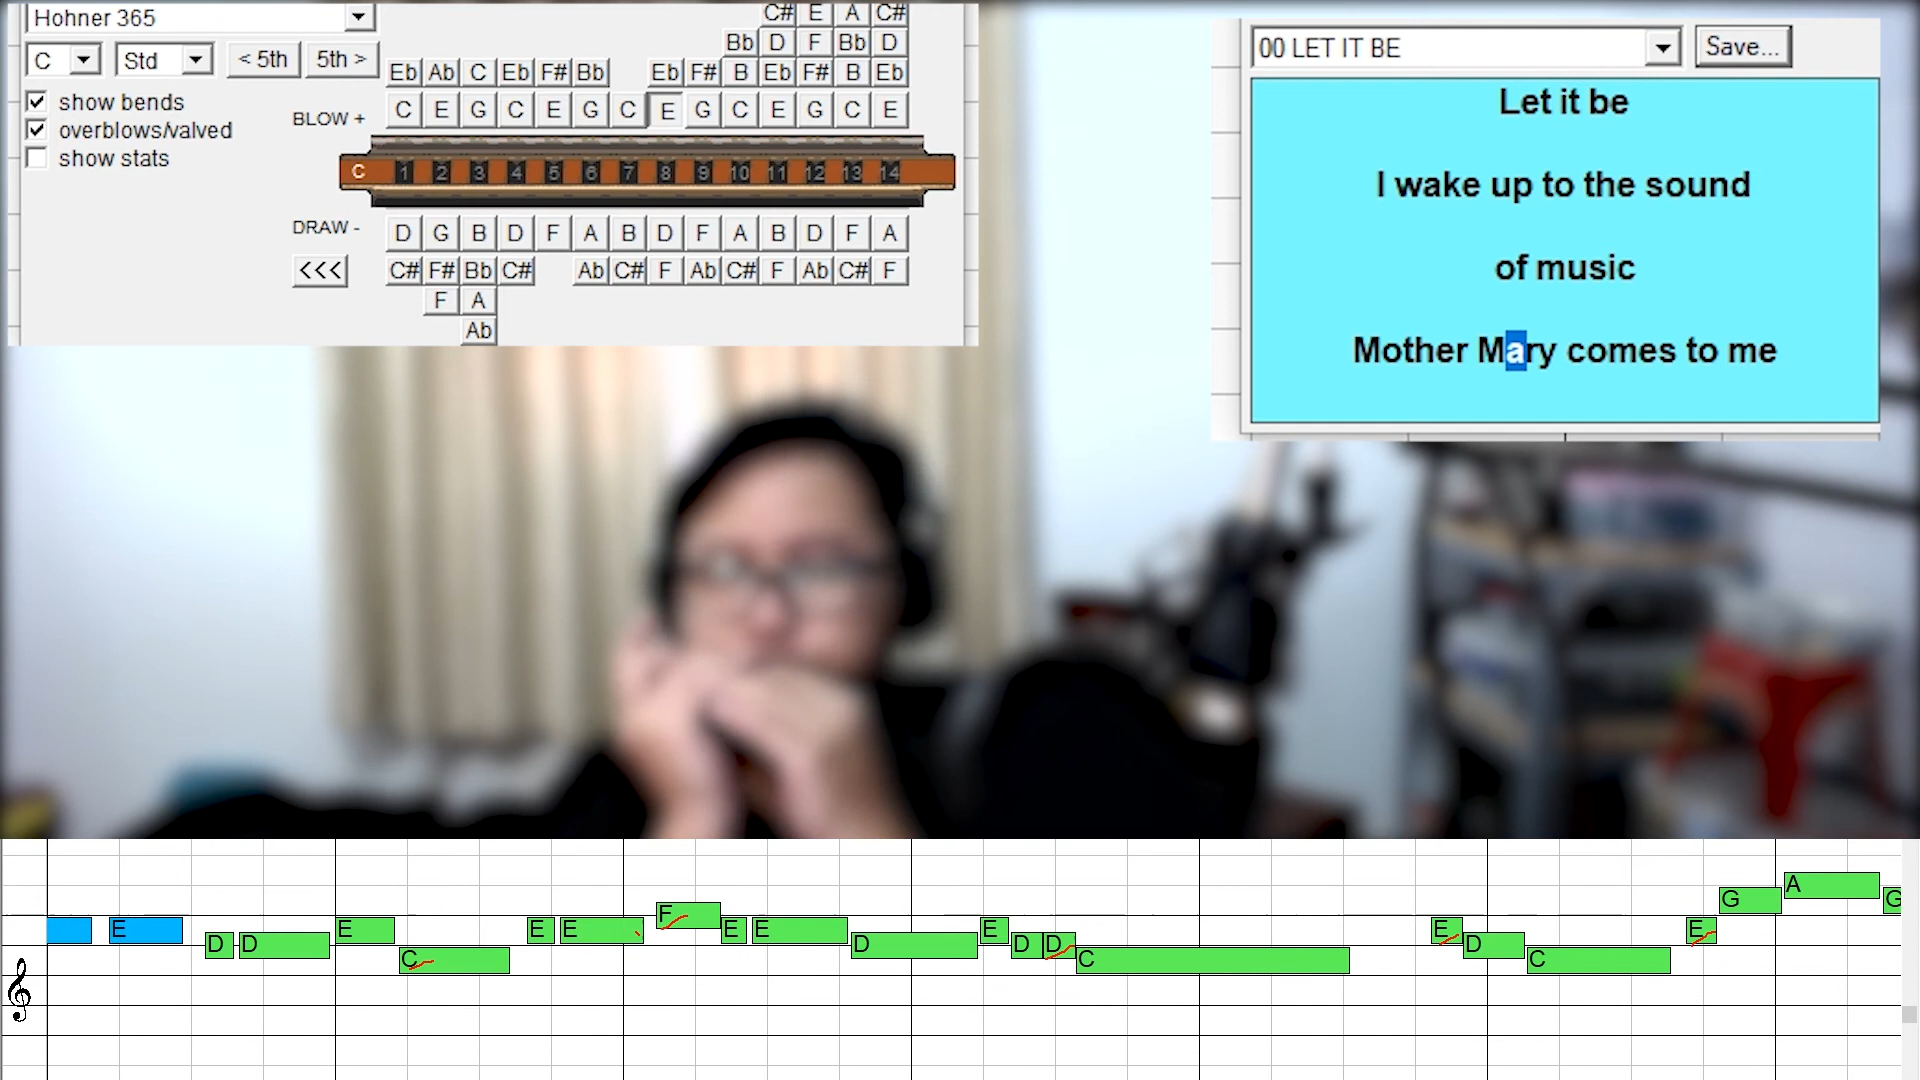 Hohner 365
C Std < 5th 5th >
show bends
overblows/valved
show stats
C# E A C#
Bb D F Bb D
Eb Ab C Eb F# Bb Eb F# B Eb F# B Eb
BLOW + C E G C E G C E G C E G C E
C 1 2 3 4 5 6 7 8 9 10 11 12 13 14
DRAW - D G B D F A B D F A B D F A
<<< C# F# Bb C# Ab C# F Ab C# F Ab C# F
F A
Ab
00 LET IT BE Save...
Let it be
I wake up to the sound
of music
Mother Mary comes to me
E D D E C E E F E E D E D D C E D C E G A G